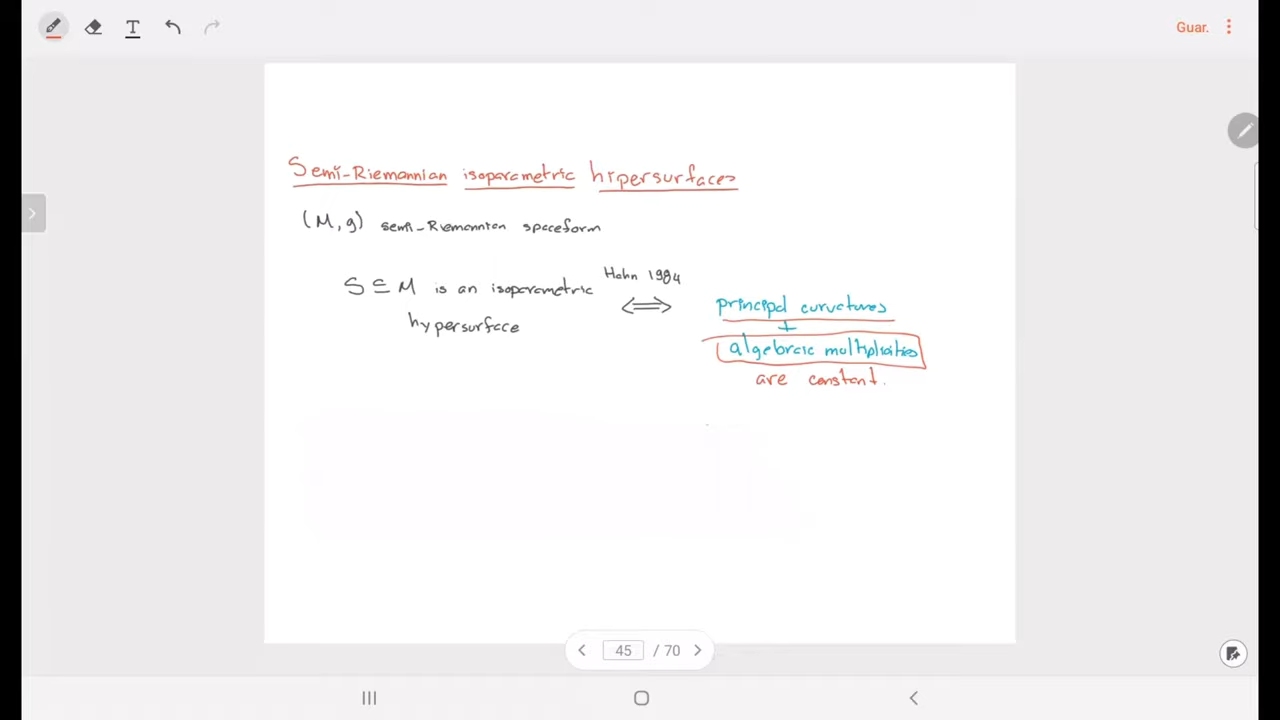 Guar.
Semi-Riemannian isoparametric hipersurfaces
(M, g) semi-Riemannian spaceform
S ⊆ M is an isoparametric
hypersurface
Hahn 1984
⟺
principal curvatures
+
algebraic multiplicities
are constant.
45 / 70